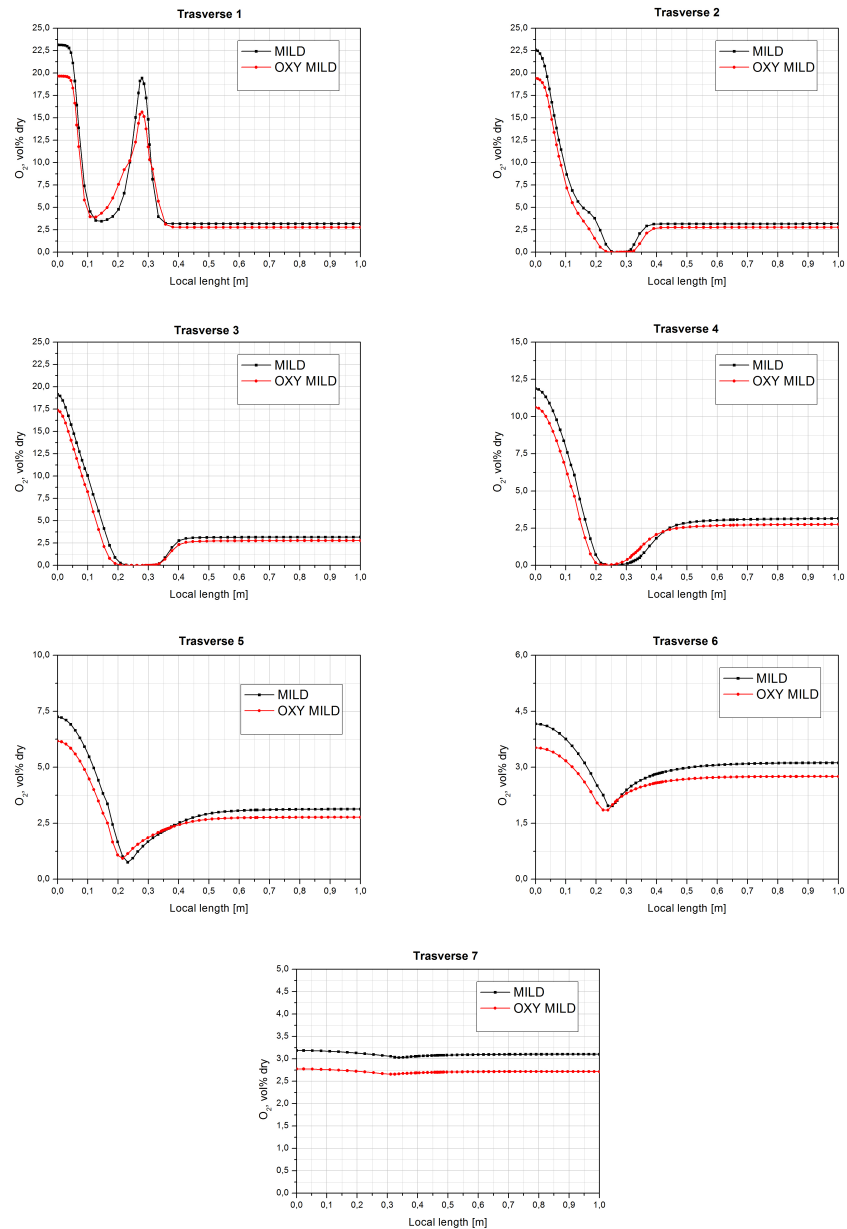 Trasverse 1
25,0
22,5
20,0
17,5
15,0
12,5
10,0
7,5
5,0
2,5
0,0
O2, vol% dry
MILD
OXY MILD
0,0 0,1 0,2 0,3 0,4 0,5 0,6 0,7 0,8 0,9 1,0
Local lenght [m]
Trasverse 2
25,0
22,5
20,0
17,5
15,0
12,5
10,0
7,5
5,0
2,5
0,0
O2, vol% dry
MILD
OXY MILD
0,0 0,1 0,2 0,3 0,4 0,5 0,6 0,7 0,8 0,9 1,0
Local lenght [m]
Trasverse 3
25,0
22,5
20,0
17,5
15,0
12,5
10,0
7,5
5,0
2,5
0,0
O2, vol% dry
MILD
OXY MILD
0,0 0,1 0,2 0,3 0,4 0,5 0,6 0,7 0,8 0,9 1,0
Local length [m]
Trasverse 4
15,0
12,5
10,0
7,5
5,0
2,5
0,0
O2, vol% dry
MILD
OXY MILD
0,0 0,1 0,2 0,3 0,4 0,5 0,6 0,7 0,8 0,9 1,0
Local length [m]
Trasverse 5
10,0
7,5
5,0
2,5
0,0
O2, vol% dry
MILD
OXY MILD
0,0 0,1 0,2 0,3 0,4 0,5 0,6 0,7 0,8 0,9 1,0
Local length [m]
Trasverse 6
6,0
4,5
3,0
1,5
0,0
O2, vol% dry
MILD
OXY MILD
0,0 0,1 0,2 0,3 0,4 0,5 0,6 0,7 0,8 0,9 1,0
Local length [m]
Trasverse 7
5,0
4,5
4,0
3,5
3,0
2,5
2,0
1,5
1,0
0,5
0,0
O2, vol% dry
MILD
OXY MILD
0,0 0,1 0,2 0,3 0,4 0,5 0,6 0,7 0,8 0,9 1,0
Local length [m]